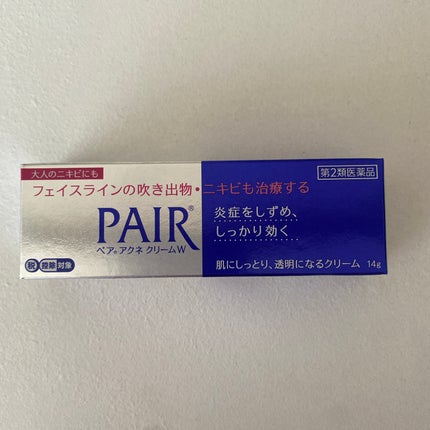 大人のニキビにも
第2類医薬品
フェイスラインの吹き出物・ニキビも治療する
PAIR®
ペア®アクネ クリームW
炎症をしずめ、
しっかり効く
税 控除 対象
肌にしっとり、透明になるクリーム 14g